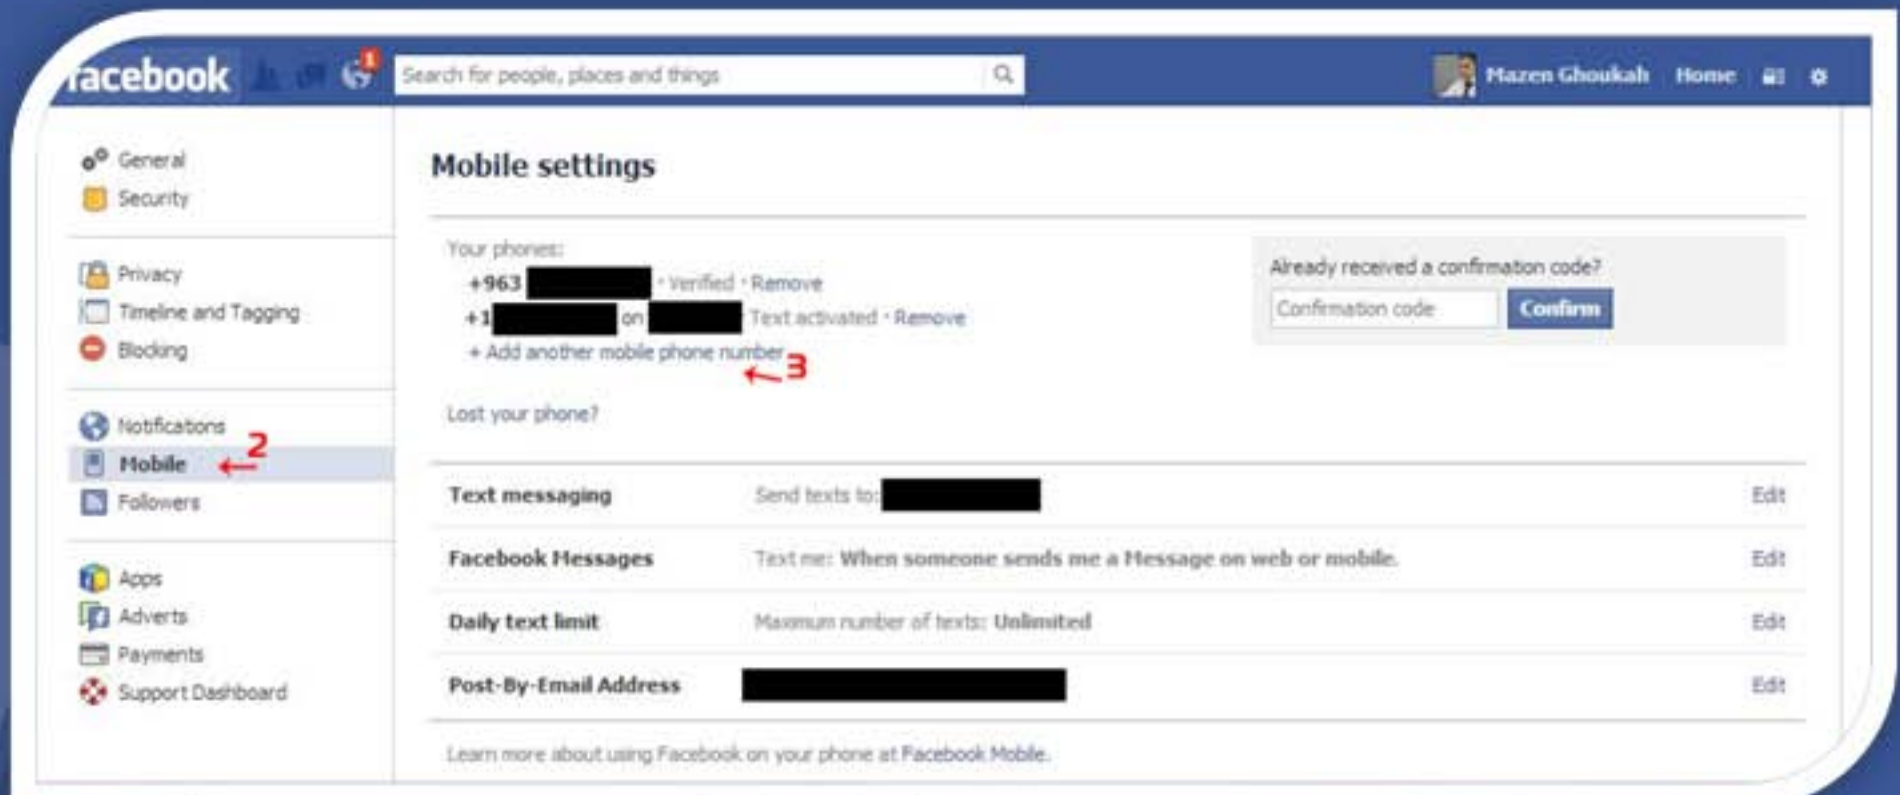 facebook
1
Search for people, places and things
Mazen Ghoukah Home
General
Security
Privacy
Timeline and Tagging
Blocking
Notifications
2
Mobile
Followers
Apps
Adverts
Payments
Support Dashboard
Mobile settings
Your phones:
+963 · Verified · Remove
+1 on Text activated · Remove
+ Add another mobile phone number
3
Lost your phone?
Already received a confirmation code?
Confirmation code Confirm
Text messaging Send texts to: Edit
Facebook Messages Text me: When someone sends me a Message on web or mobile. Edit
Daily text limit Maximum number of texts: Unlimited Edit
Post-By-Email Address Edit
Learn more about using Facebook on your phone at Facebook Mobile.